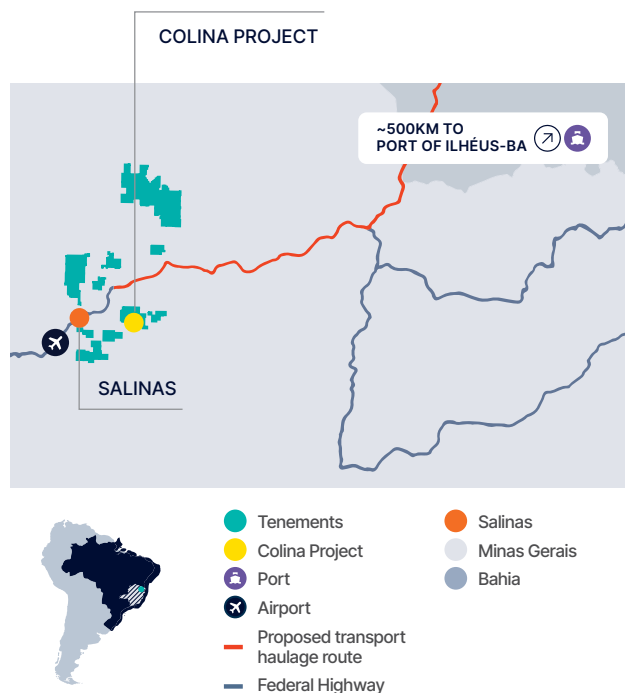 COLINA PROJECT
~500KM TO
PORT OF ILHÉUS-BA
SALINAS
Tenements
Colina Project
Port
Airport
Proposed transport
haulage route
Federal Highway
Salinas
Minas Gerais
Bahia